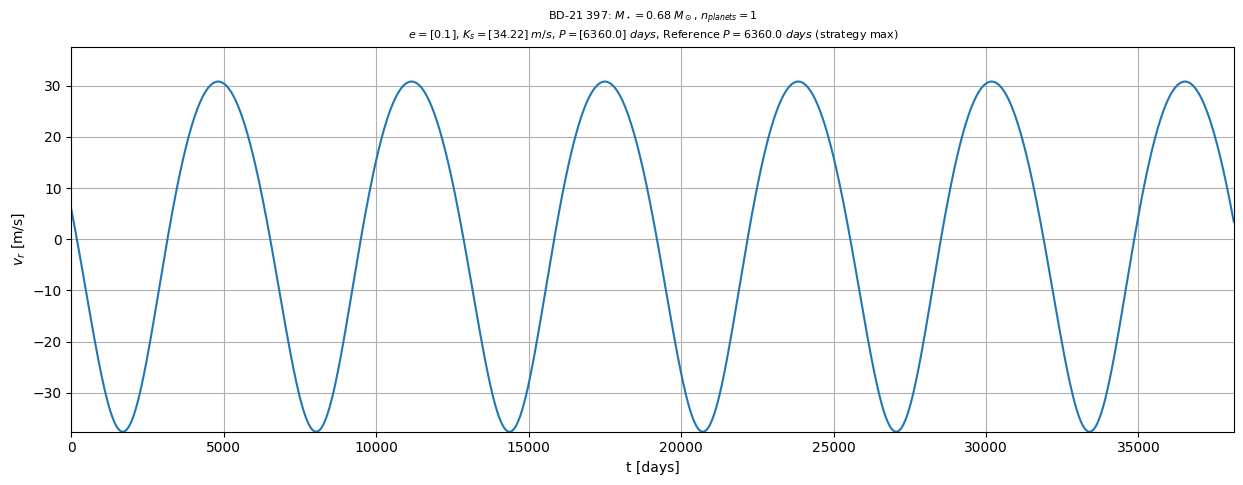 BD-21 397: M⋆ = 0.68 M⊙, n_planets = 1
e = [0.1], K_s = [34.22] m/s, P = [6360.0] days, Reference P = 6360.0 days (strategy max)
30
20
10
0
−10
−20
−30
v_r [m/s]
0 5000 10000 15000 20000 25000 30000 35000
t [days]